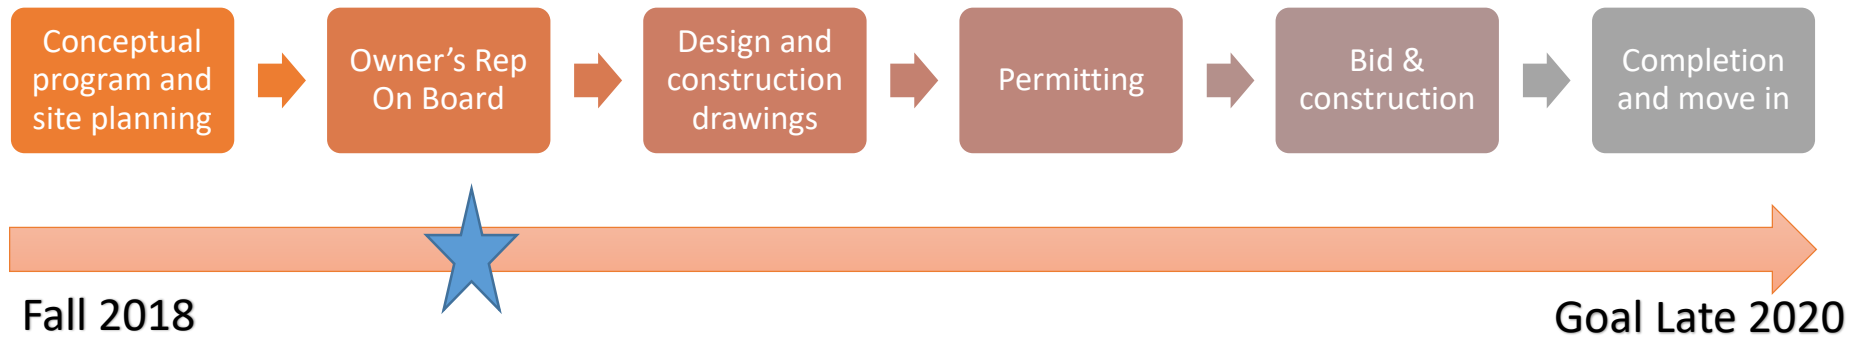 Conceptual
program and
site planning
Owner’s Rep
On Board
Design and
construction
drawings
Permitting
Bid &
construction
Completion
and move in
Fall 2018
Goal Late 2020